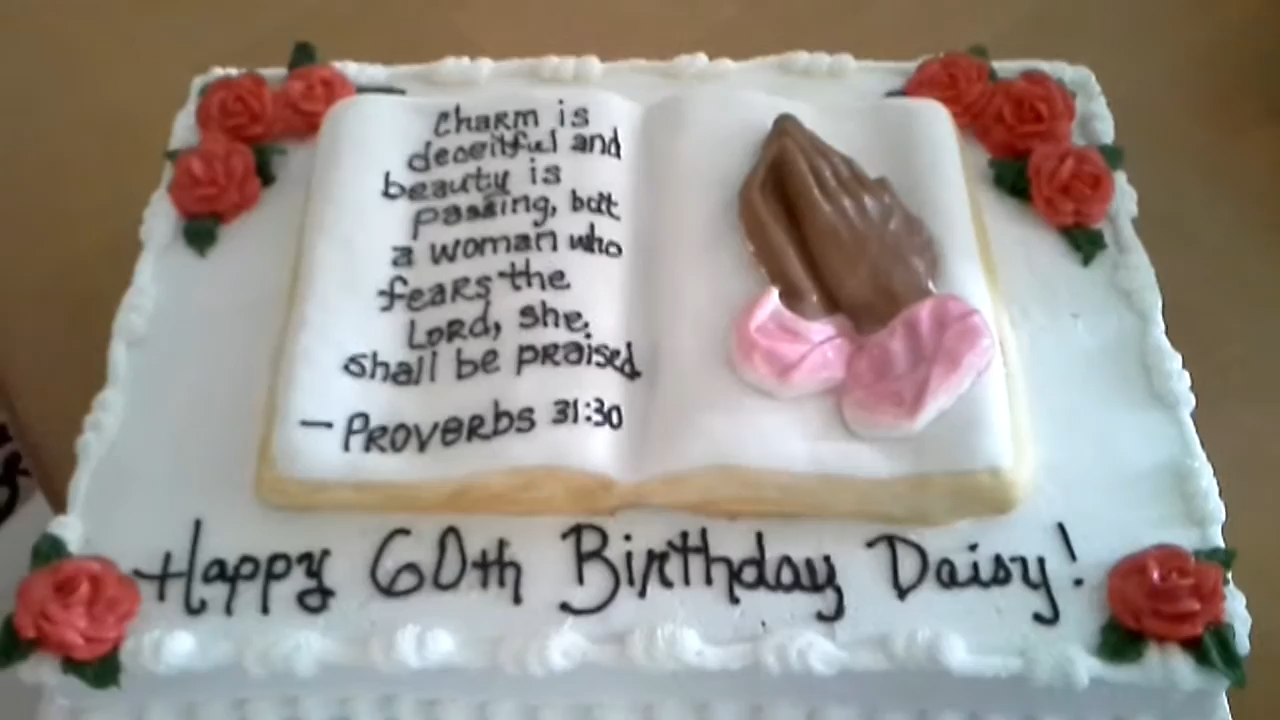 Charm is
deceitful and
beauty is
passing, but
a woman who
fears the
Lord, she
shall be praised
— Proverbs 31:30
Happy 60th Birthday Daisy!